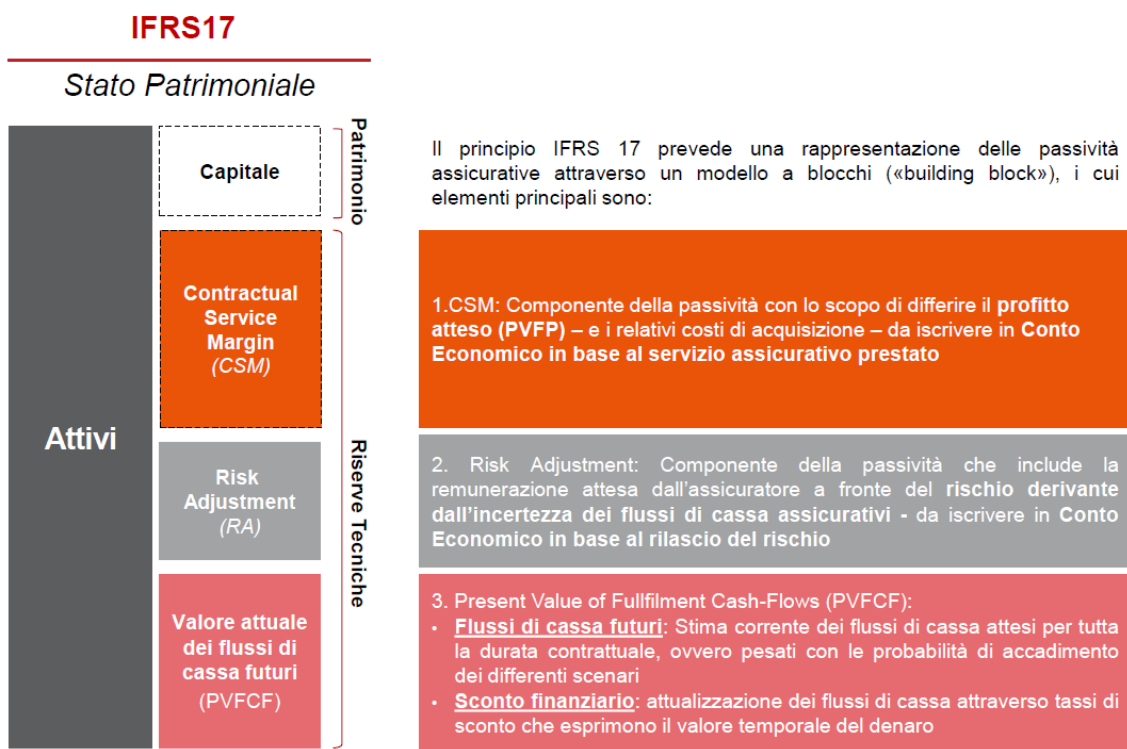 IFRS17
Stato Patrimoniale
Attivi
Capitale
Patrimonio
Contractual
Service
Margin
(CSM)
Risk
Adjustment
(RA)
Valore attuale
dei flussi di
cassa futuri
(PVFCF)
Riserve Tecniche
Il principio IFRS 17 prevede una rappresentazione delle passività
assicurative attraverso un modello a blocchi («building block»), i cui
elementi principali sono:
1.CSM: Componente della passività con lo scopo di differire il profitto
atteso (PVFP) – e i relativi costi di acquisizione – da iscrivere in Conto
Economico in base al servizio assicurativo prestato
2. Risk Adjustment: Componente della passività che include la
remunerazione attesa dall’assicuratore a fronte del rischio derivante
dall’incertezza dei flussi di cassa assicurativi - da iscrivere in Conto
Economico in base al rilascio del rischio
3. Present Value of Fullfilment Cash-Flows (PVFCF):
• Flussi di cassa futuri: Stima corrente dei flussi di cassa attesi per tutta
la durata contrattuale, ovvero pesati con le probabilità di accadimento
dei differenti scenari
• Sconto finanziario: attualizzazione dei flussi di cassa attraverso tassi di
sconto che esprimono il valore temporale del denaro